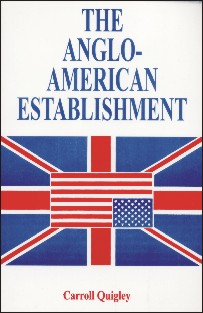 THE
ANGLO-
AMERICAN
ESTABLISHMENT
Carroll Quigley